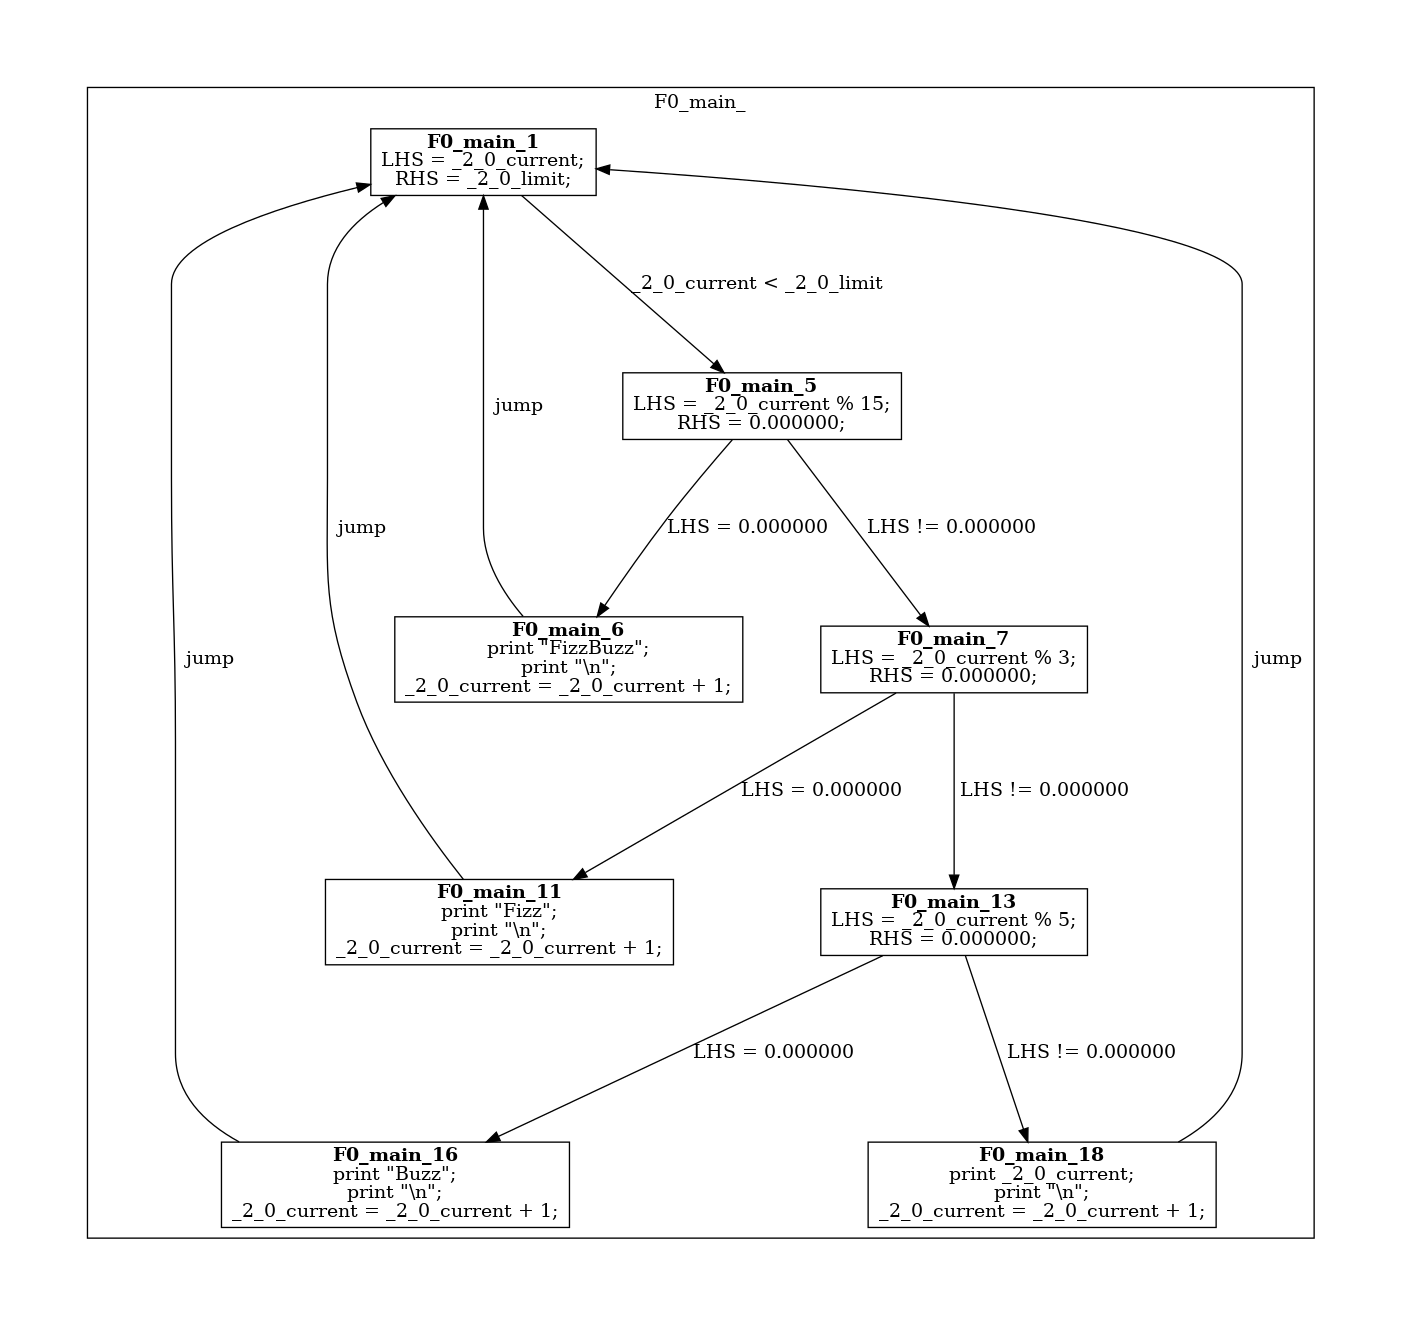 F0_main_
F0_main_1
LHS = _2_0_current;
RHS = _2_0_limit;
_2_0_current < _2_0_limit
F0_main_5
LHS = _2_0_current % 15;
RHS = 0.000000;
jump
LHS = 0.000000
LHS != 0.000000
jump
F0_main_6
print "FizzBuzz";
print "\n";
_2_0_current = _2_0_current + 1;
F0_main_7
LHS = _2_0_current % 3;
RHS = 0.000000;
jump
jump
LHS = 0.000000
LHS != 0.000000
F0_main_11
print "Fizz";
print "\n";
_2_0_current = _2_0_current + 1;
F0_main_13
LHS = _2_0_current % 5;
RHS = 0.000000;
LHS = 0.000000
LHS != 0.000000
F0_main_16
print "Buzz";
print "\n";
_2_0_current = _2_0_current + 1;
F0_main_18
print _2_0_current;
print "\n";
_2_0_current = _2_0_current + 1;